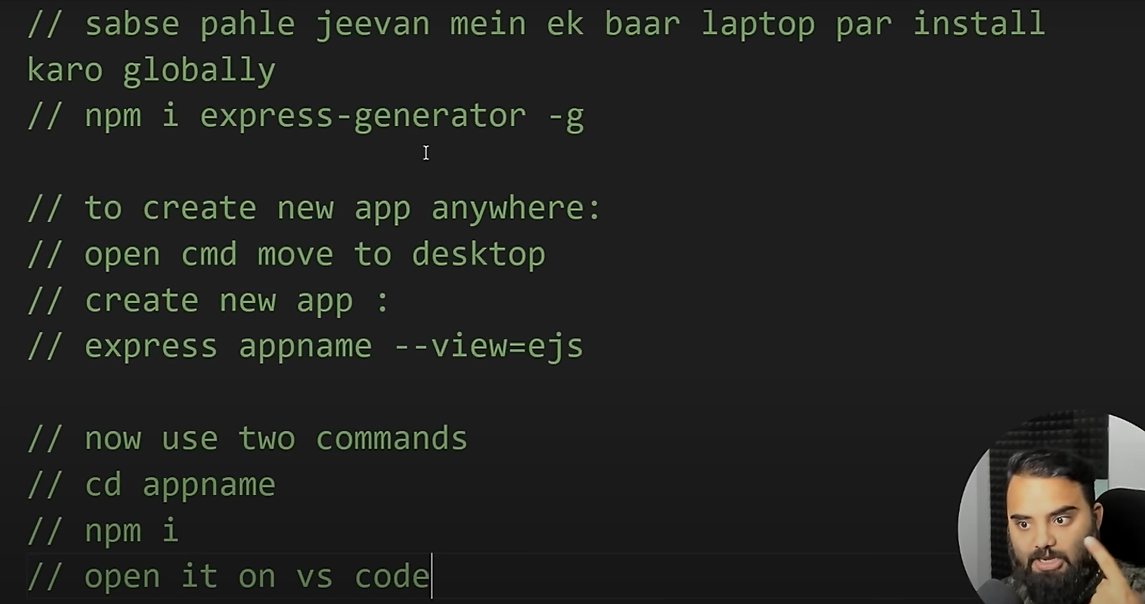 // sabse pahle jeevan mein ek baar laptop par install
karo globally
// npm i express-generator -g
// to create new app anywhere:
// open cmd move to desktop
// create new app :
// express appname --view=ejs
// now use two commands
// cd appname
// npm i
// open it on vs code